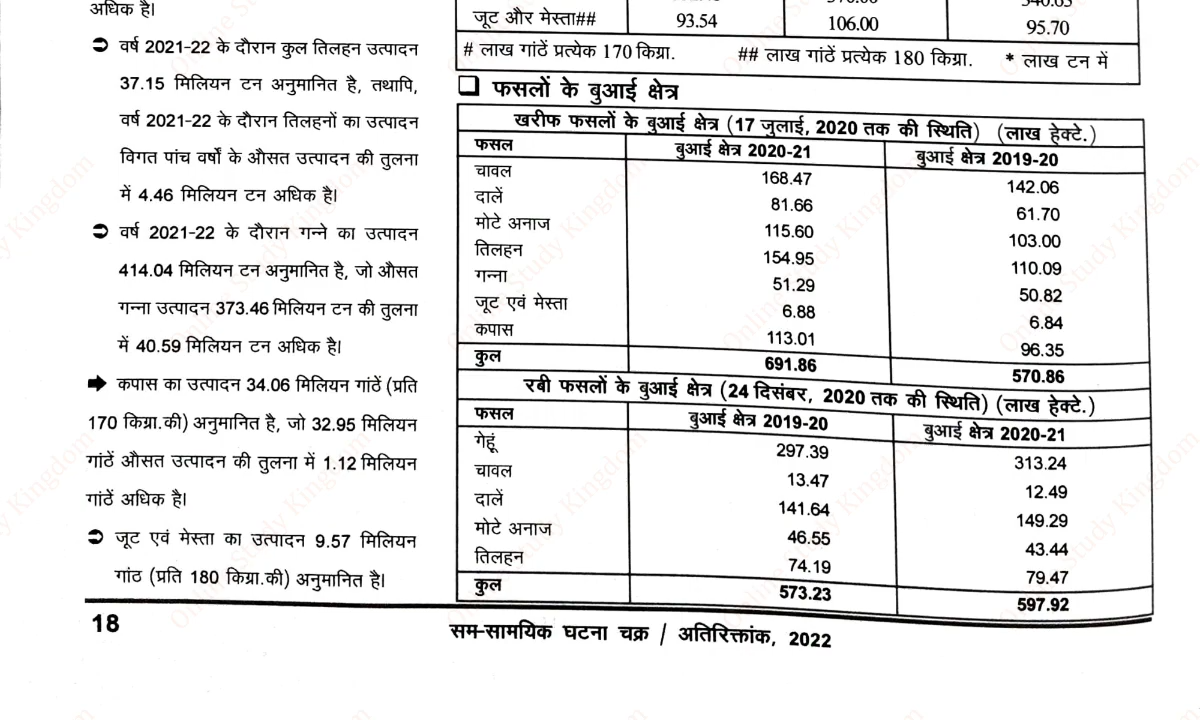 अधिक है।
➲ वर्ष 2021-22 के दौरान कुल तिलहन उत्पादन
37.15 मिलियन टन अनुमानित है, तथापि,
वर्ष 2021-22 के दौरान तिलहनों का उत्पादन
विगत पांच वर्षों के औसत उत्पादन की तुलना
में 4.46 मिलियन टन अधिक है।
➲ वर्ष 2021-22 के दौरान गन्ने का उत्पादन
414.04 मिलियन टन अनुमानित है, जो औसत
गन्ना उत्पादन 373.46 मिलियन टन की तुलना
में 40.59 मिलियन टन अधिक है।
➡ कपास का उत्पादन 34.06 मिलियन गांठें (प्रति
170 किग्रा.की) अनुमानित है, जो 32.95 मिलियन
गांठें औसत उत्पादन की तुलना में 1.12 मिलियन
गांठें अधिक है।
➲ जूट एवं मेस्ता का उत्पादन 9.57 मिलियन
गांठ (प्रति 180 किग्रा.की) अनुमानित है।
जूट और मेस्ता## 93.54 106.00 95.70
# लाख गांठें प्रत्येक 170 किग्रा. ## लाख गांठें प्रत्येक 180 किग्रा. * लाख टन में
❑ फसलों के बुआई क्षेत्र
खरीफ फसलों के बुआई क्षेत्र (17 जुलाई, 2020 तक की स्थिति) (लाख हेक्टे.)
फसल बुआई क्षेत्र 2020-21 बुआई क्षेत्र 2019-20
चावल 168.47 142.06
दालें 81.66 61.70
मोटे अनाज 115.60 103.00
तिलहन 154.95 110.09
गन्ना 51.29 50.82
जूट एवं मेस्ता 6.88 6.84
कपास 113.01 96.35
कुल 691.86 570.86
रबी फसलों के बुआई क्षेत्र (24 दिसंबर, 2020 तक की स्थिति) (लाख हेक्टे.)
फसल बुआई क्षेत्र 2019-20 बुआई क्षेत्र 2020-21
गेहूं 297.39 313.24
चावल 13.47 12.49
दालें 141.64 149.29
मोटे अनाज 46.55 43.44
तिलहन 74.19 79.47
कुल 573.23 597.92
18
सम-सामयिक घटना चक्र / अतिरिक्तांक, 2022